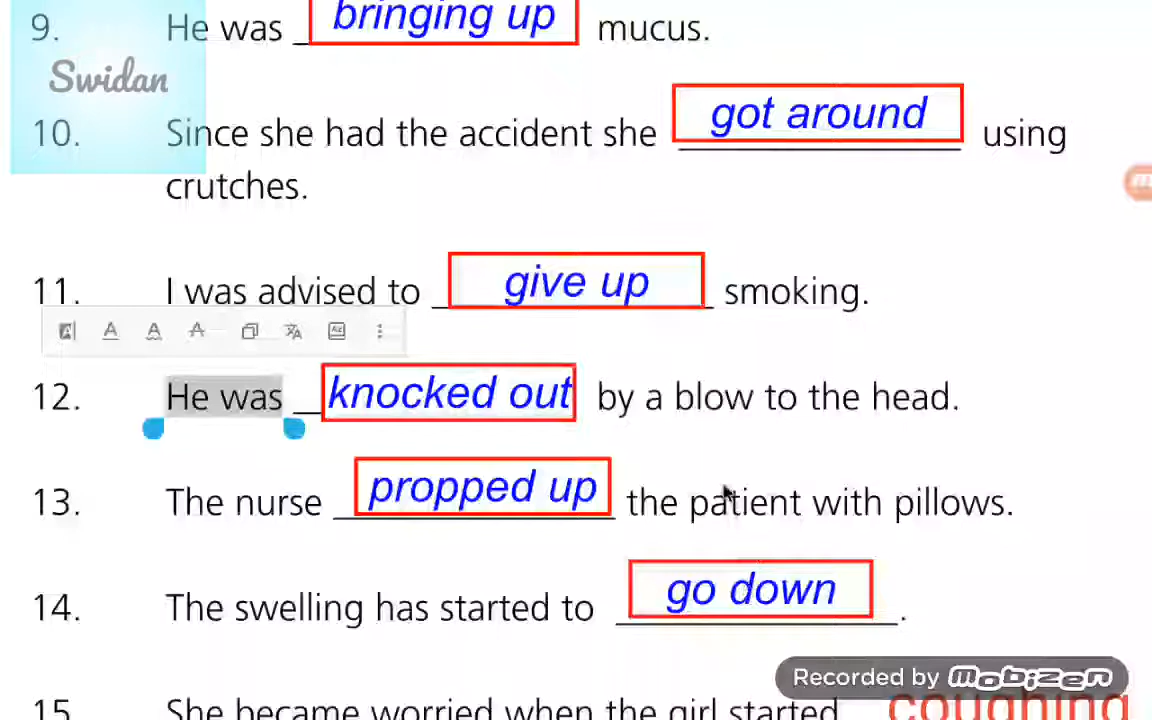 9. He was bringing up mucus.
Swidan
10. Since she had the accident she got around using
crutches.
11. I was advised to give up smoking.
12. He was knocked out by a blow to the head.
13. The nurse propped up the patient with pillows.
14. The swelling has started to go down.
Recorded by mobizen
15 She became worried when the girl started coughing